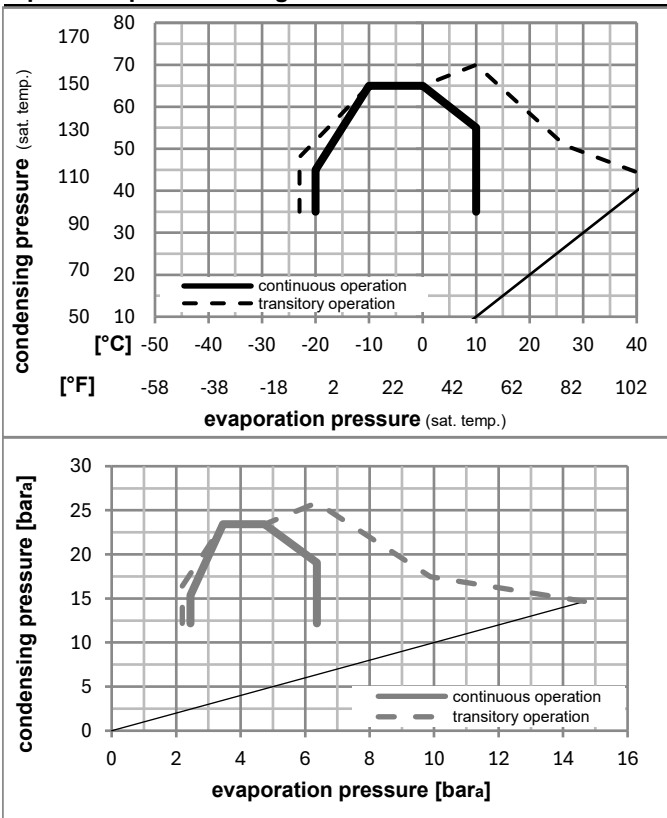 170 80
70
150
60
130
50
110
40
90
30
70
20
50 10
condensing pressure (sat. temp.)
continuous operation
transitory operation
[°C] -50 -40 -30 -20 -10 0 10 20 30 40
[°F] -58 -38 -18 2 22 42 62 82 102
evaporation pressure (sat. temp.)
30
25
20
15
10
5
0
condensing pressure [bara]
continuous operation
transitory operation
0 2 4 6 8 10 12 14 16
evaporation pressure [bara]